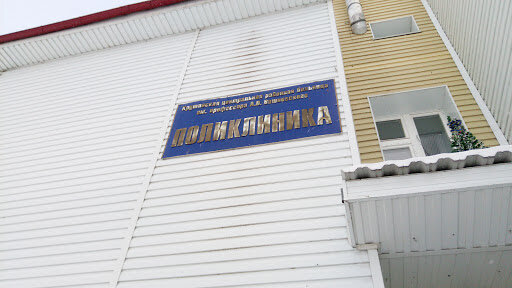 центральная районная больница
им. профессора
ПОЛИКЛИНИКА